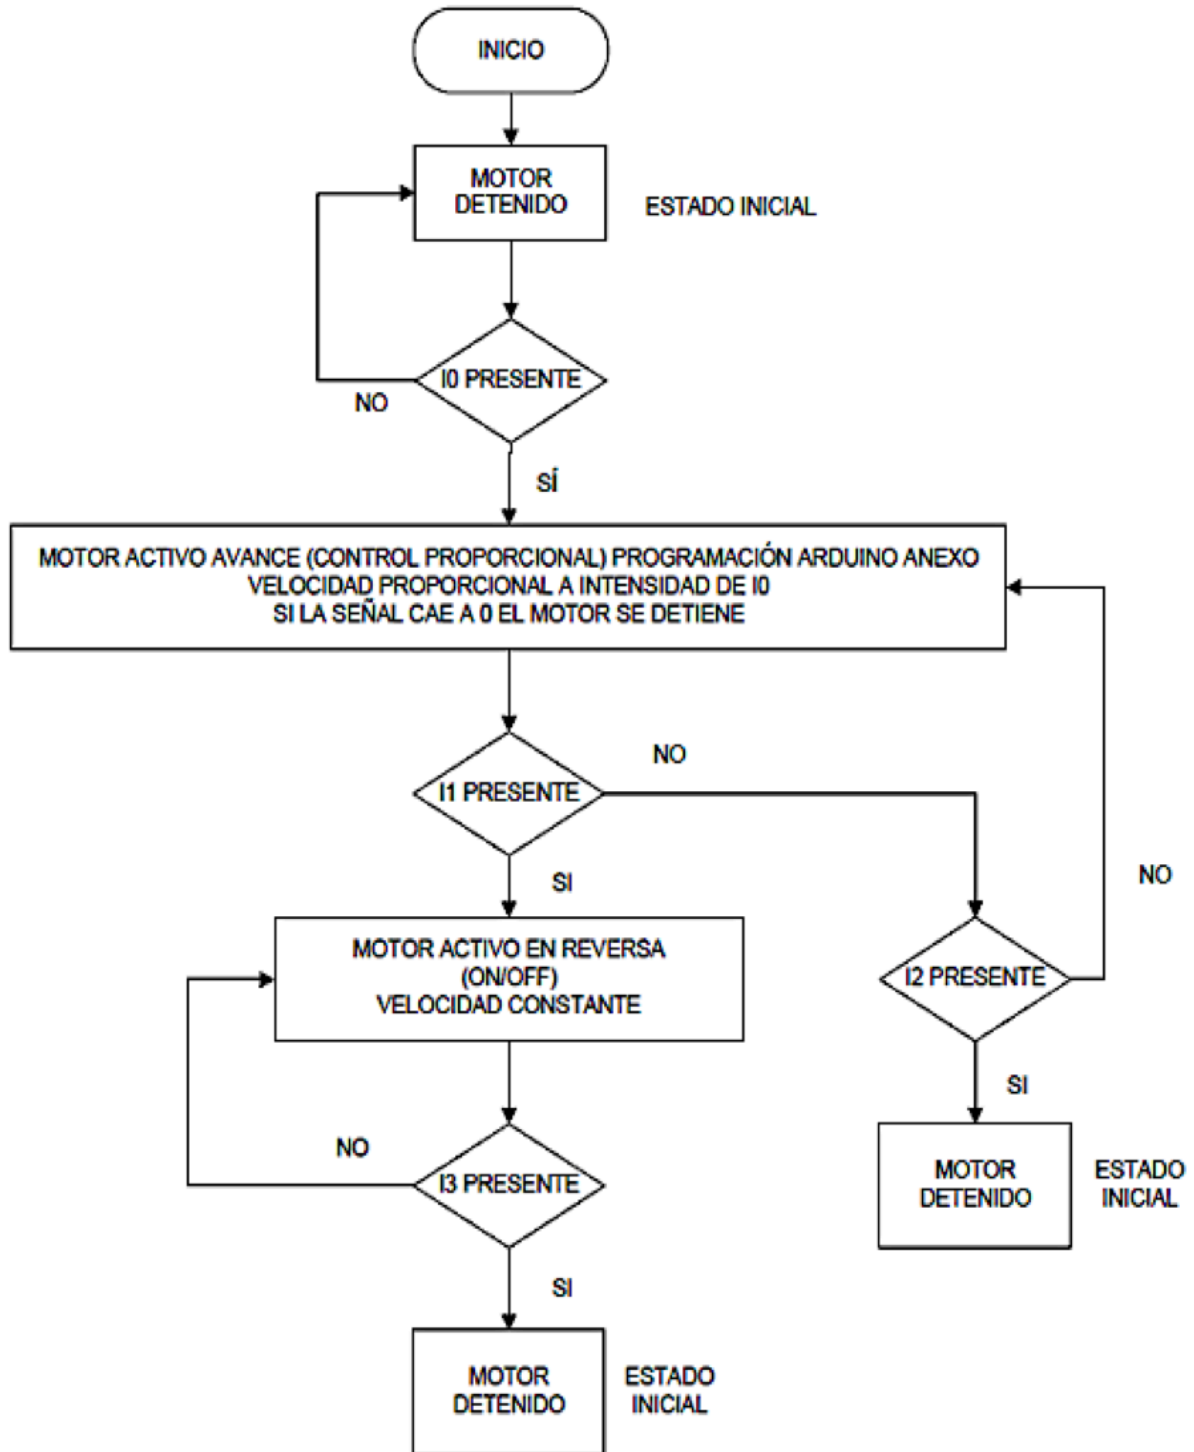 INICIO
MOTOR
DETENIDO
ESTADO INICIAL
I0 PRESENTE
NO
SÍ
MOTOR ACTIVO AVANCE (CONTROL PROPORCIONAL) PROGRAMACIÓN ARDUINO ANEXO
VELOCIDAD PROPORCIONAL A INTENSIDAD DE I0
SI LA SEÑAL CAE A 0 EL MOTOR SE DETIENE
NO
I1 PRESENTE
SI
NO
MOTOR ACTIVO EN REVERSA
(ON/OFF)
VELOCIDAD CONSTANTE
I2 PRESENTE
SI
NO
I3 PRESENTE
MOTOR
DETENIDO
ESTADO
INICIAL
SI
MOTOR
DETENIDO
ESTADO
INICIAL